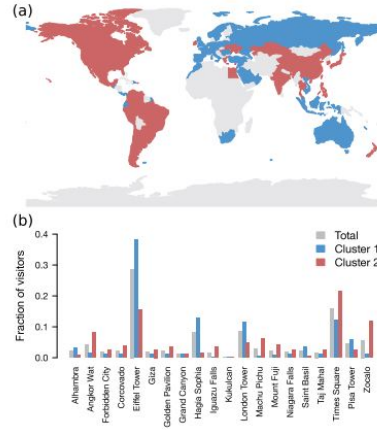 (a)
(b)
Total
Cluster 1
Cluster 2
0.4
0.3
0.2
0.1
0.0
Fraction of visitors
Alhambra
Angkor Wat
Forbidden City
Corcovado
Eiffel Tower
Giza
Golden Pavilion
Grand Canyon
Hagia Sophia
Iguazu Falls
Kukulcan
London Tower
Machu Pichu
Mount Fuji
Niagara Falls
Saint Basil
Taj Mahal
Times Square
Pisa Tower
Zocalo